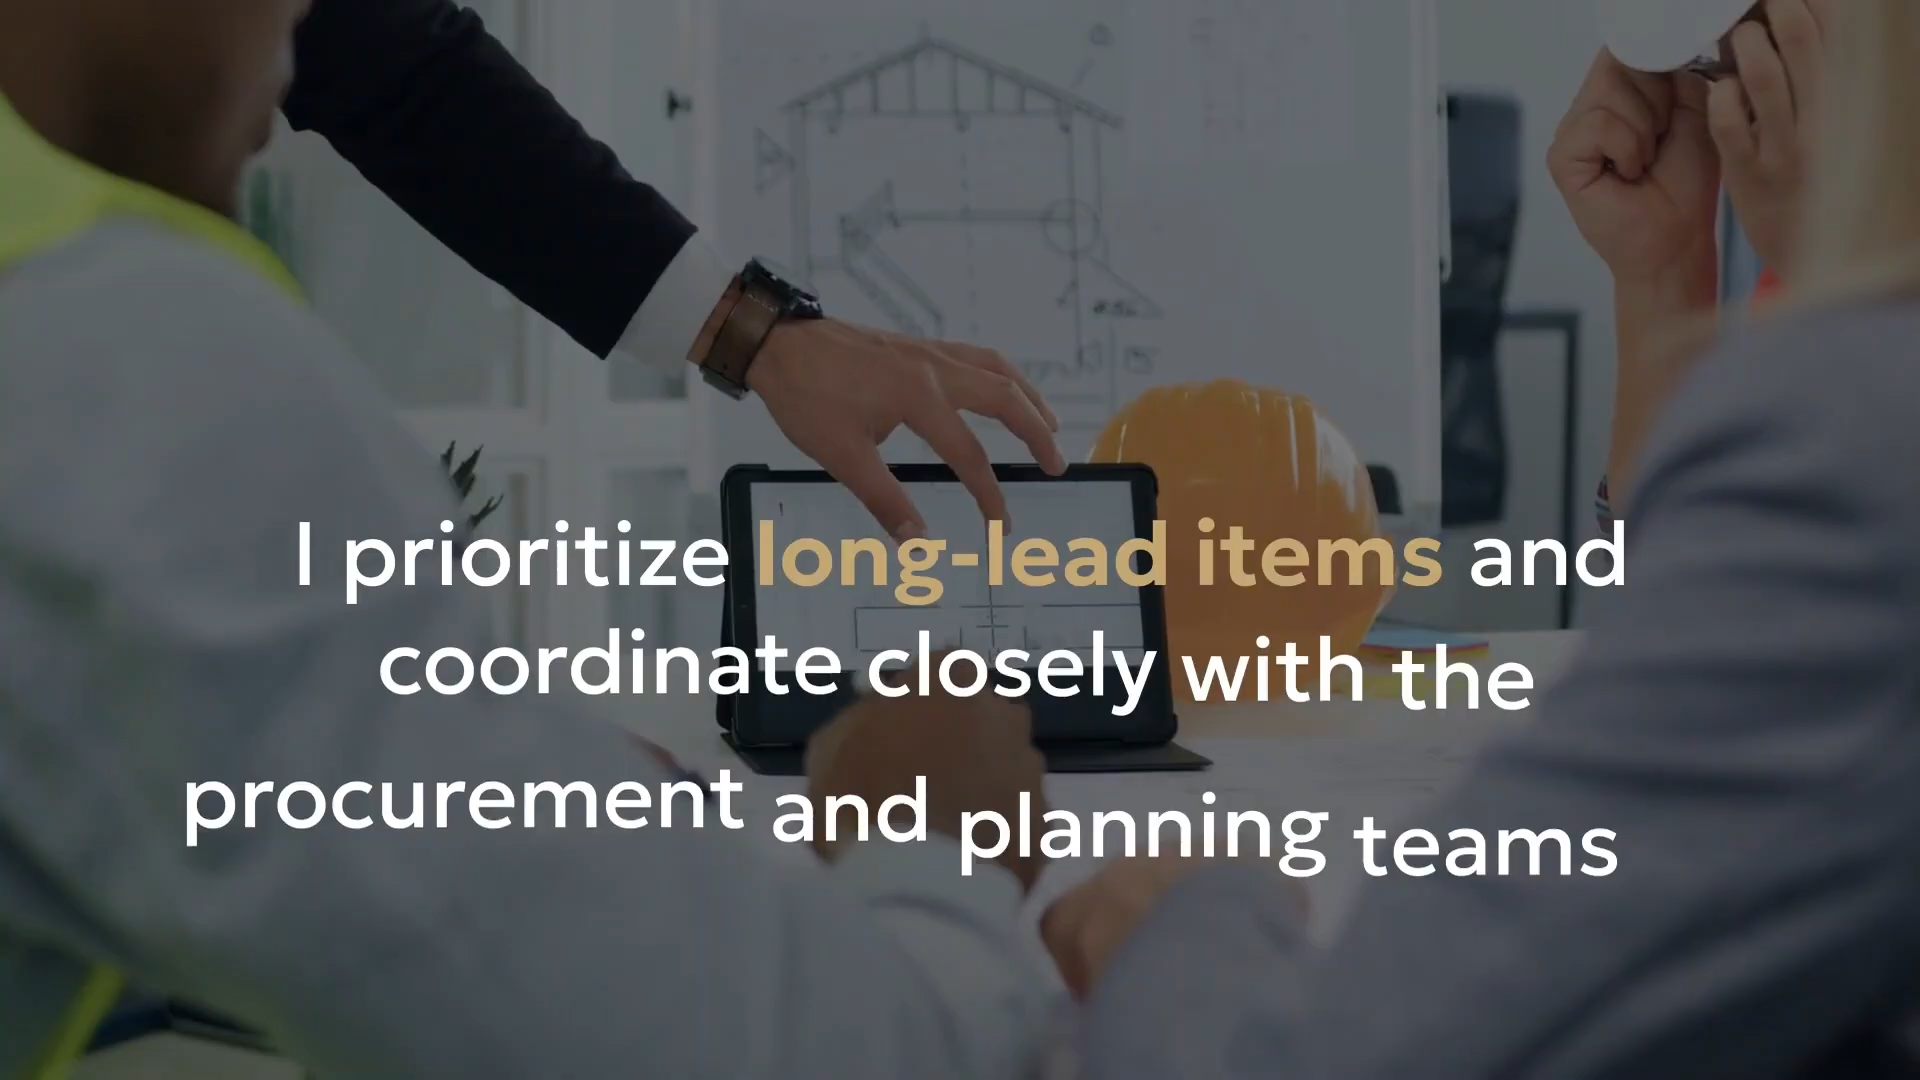 I prioritize long-lead items and
coordinate closely with the
procurement and planning teams